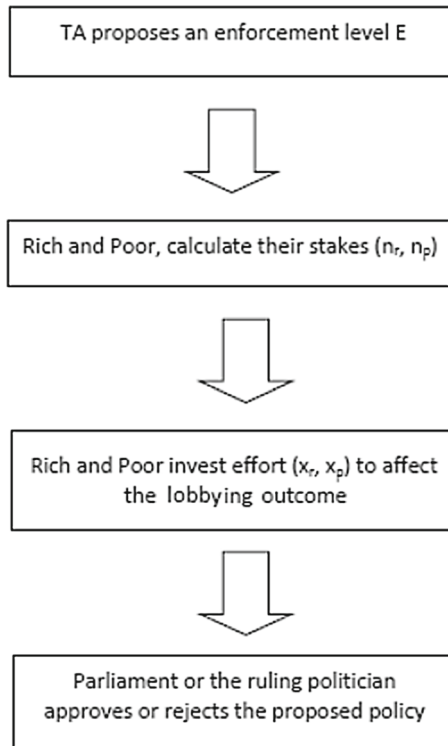 TA proposes an enforcement level E
Rich and Poor, calculate their stakes (nr, np)
Rich and Poor invest effort (xr, xp) to affect
the lobbying outcome
Parliament or the ruling politician
approves or rejects the proposed policy